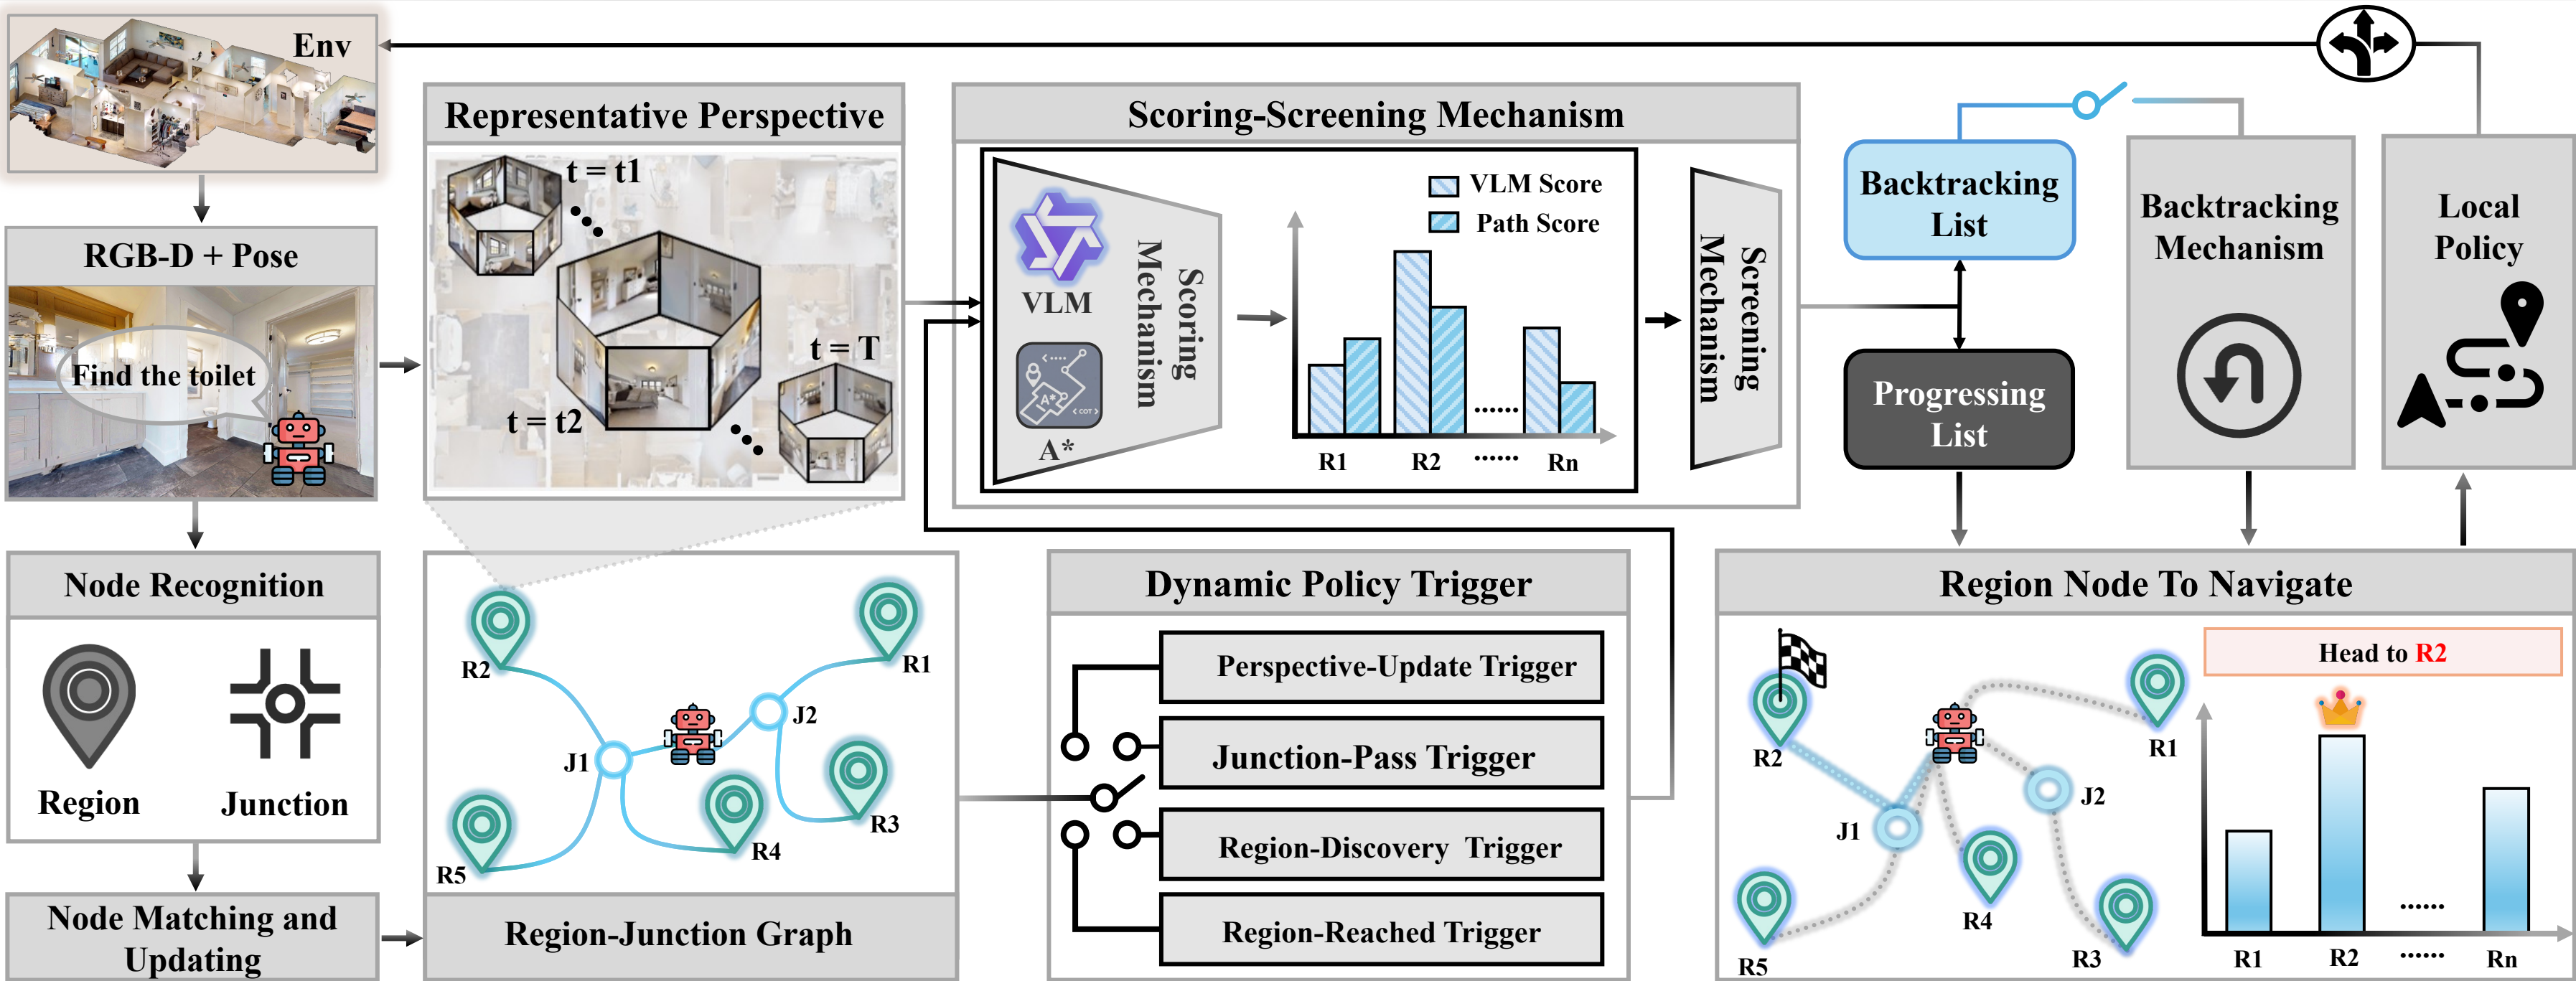 Env
RGB-D + Pose
Find the toilet
Node Recognition
Region
Junction
Node Matching and
Updating
Representative Perspective
t = t1
t = t2
t = T
R2
R1
J2
J1
R3
R4
R5
Region-Junction Graph
Scoring-Screening Mechanism
VLM
A*
< COT >
A*
Scoring
Mechanism
VLM Score
Path Score
R1
R2
......
......
Rn
Screening
Mechanism
Dynamic Policy Trigger
Perspective-Update Trigger
Junction-Pass Trigger
Region-Discovery Trigger
Region-Reached Trigger
Backtracking
List
Progressing
List
Backtracking
Mechanism
Local
Policy
Region Node To Navigate
Head to R2
R2
R1
J2
J1
R4
R5
R3
......
R1
R2
......
Rn